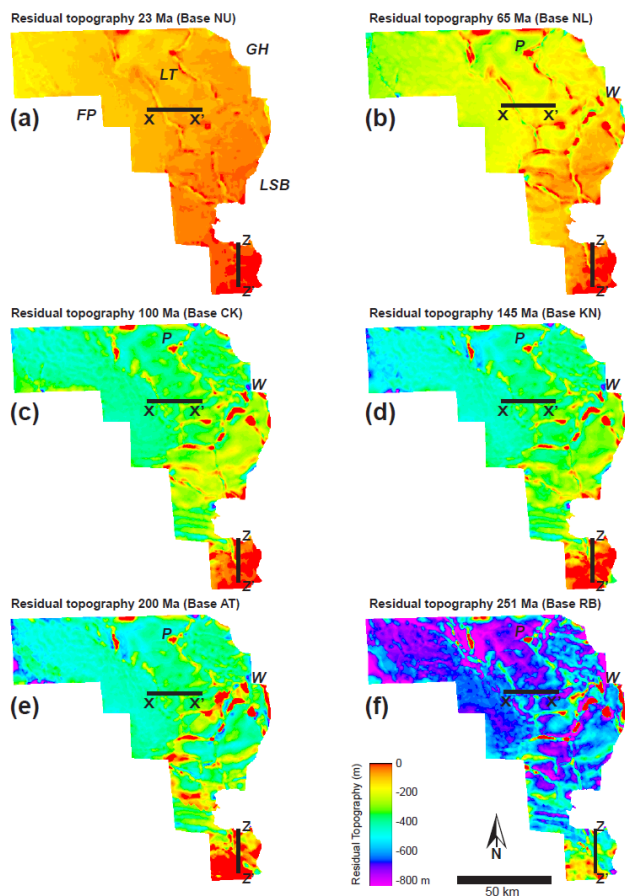 Residual topography 23 Ma (Base NU)
GH
LT
FP
(a)
X X'
LSB
Z
Z'
Residual topography 65 Ma (Base NL)
P
W
(b)
X X'
Z
Z'
Residual topography 100 Ma (Base CK)
P
W
(c)
X X'
Z
Z'
Residual topography 145 Ma (Base KN)
P
W
(d)
X X'
Z
Z'
Residual topography 200 Ma (Base AT)
P
W
(e)
X X'
Z
Z'
Residual topography 251 Ma (Base RB)
P
W
(f)
X X'
Z
Z'
Residual Topography (m)
0
-200
-400
-600
-800 m
N
50 km